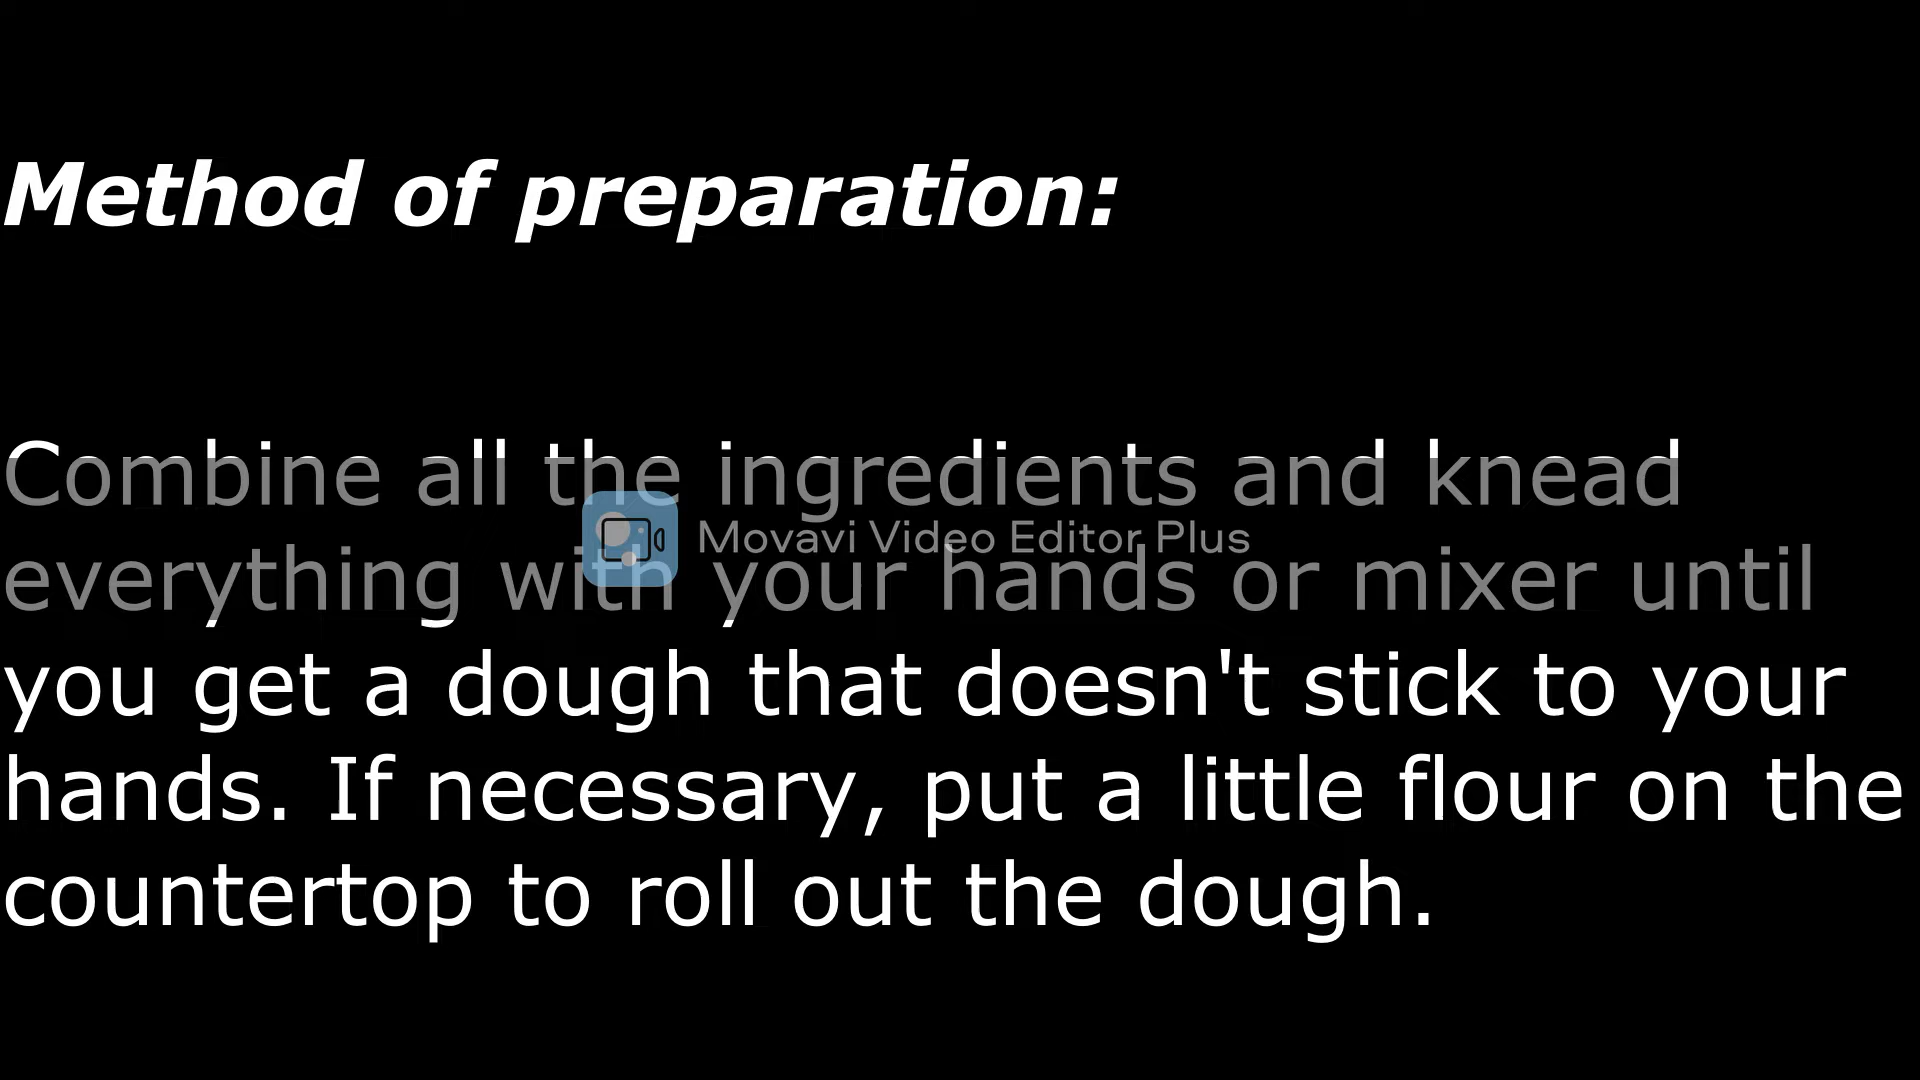 Method of preparation:
Combine all the ingredients and knead
Movavi Video Editor Plus
everything with your hands or mixer until
you get a dough that doesn't stick to your
hands. If necessary, put a little flour on the
countertop to roll out the dough.